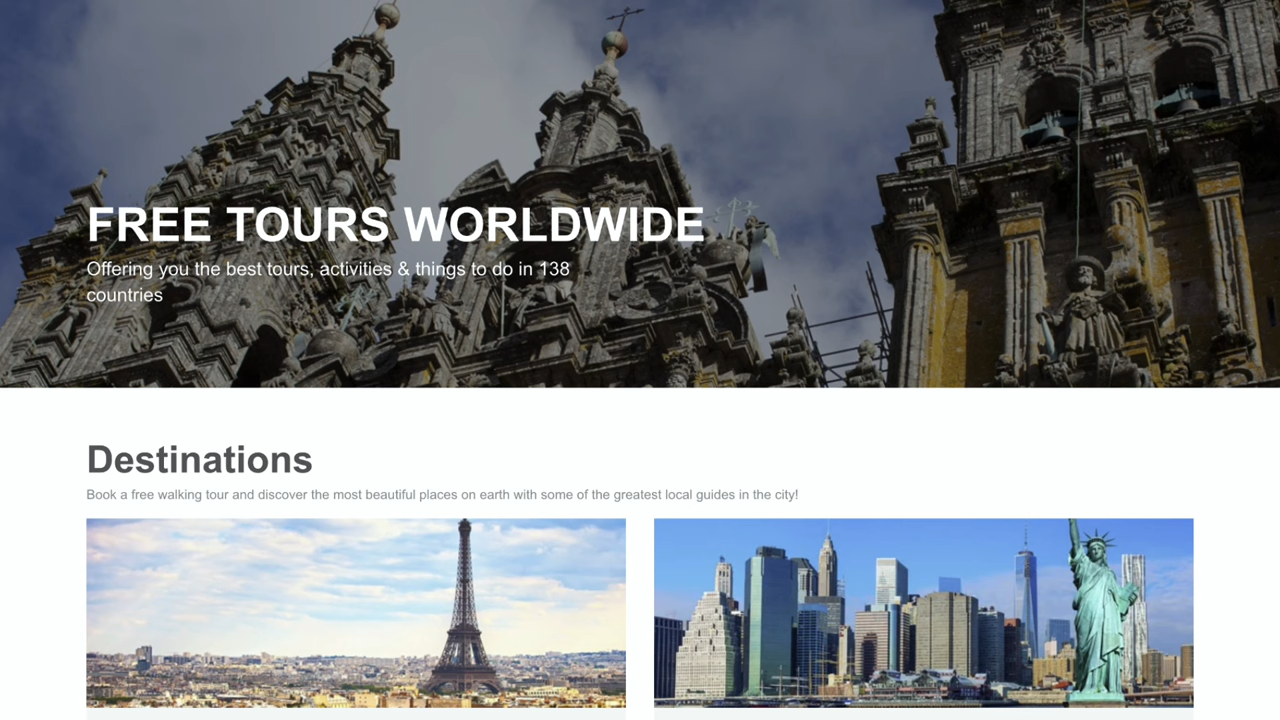 FREE TOURS WORLDWIDE
Offering you the best tours, activities & things to do in 138
countries
Destinations
Book a free walking tour and discover the most beautiful places on earth with some of the greatest local guides in the city!